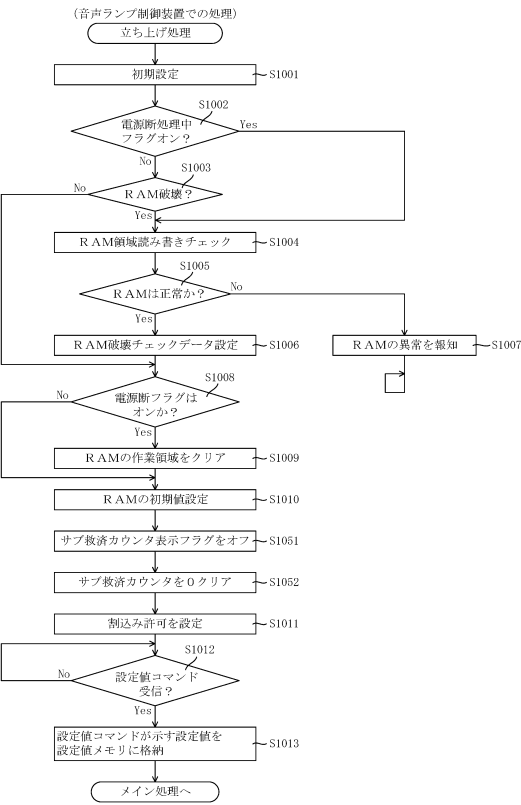 (音声ランプ制御装置での処理)
立ち上げ処理
初期設定
S1001
S1002
電源断処理中
フラグオン？
Yes
No
S1003
RAM破壊？
No
Yes
RAM領域読み書きチェック
S1004
S1005
RAMは正常か？
No
Yes
RAM破壊チェックデータ設定
S1006
RAMの異常を報知
S1007
S1008
電源断フラグは
オンか？
No
Yes
RAMの作業領域をクリア
S1009
RAMの初期値設定
S1010
サブ救済カウンタ表示フラグをオフ
S1051
サブ救済カウンタを0クリア
S1052
割込み許可を設定
S1011
S1012
設定値コマンド
受信？
No
Yes
設定値コマンドが示す設定値を
設定値メモリに格納
S1013
メイン処理へ